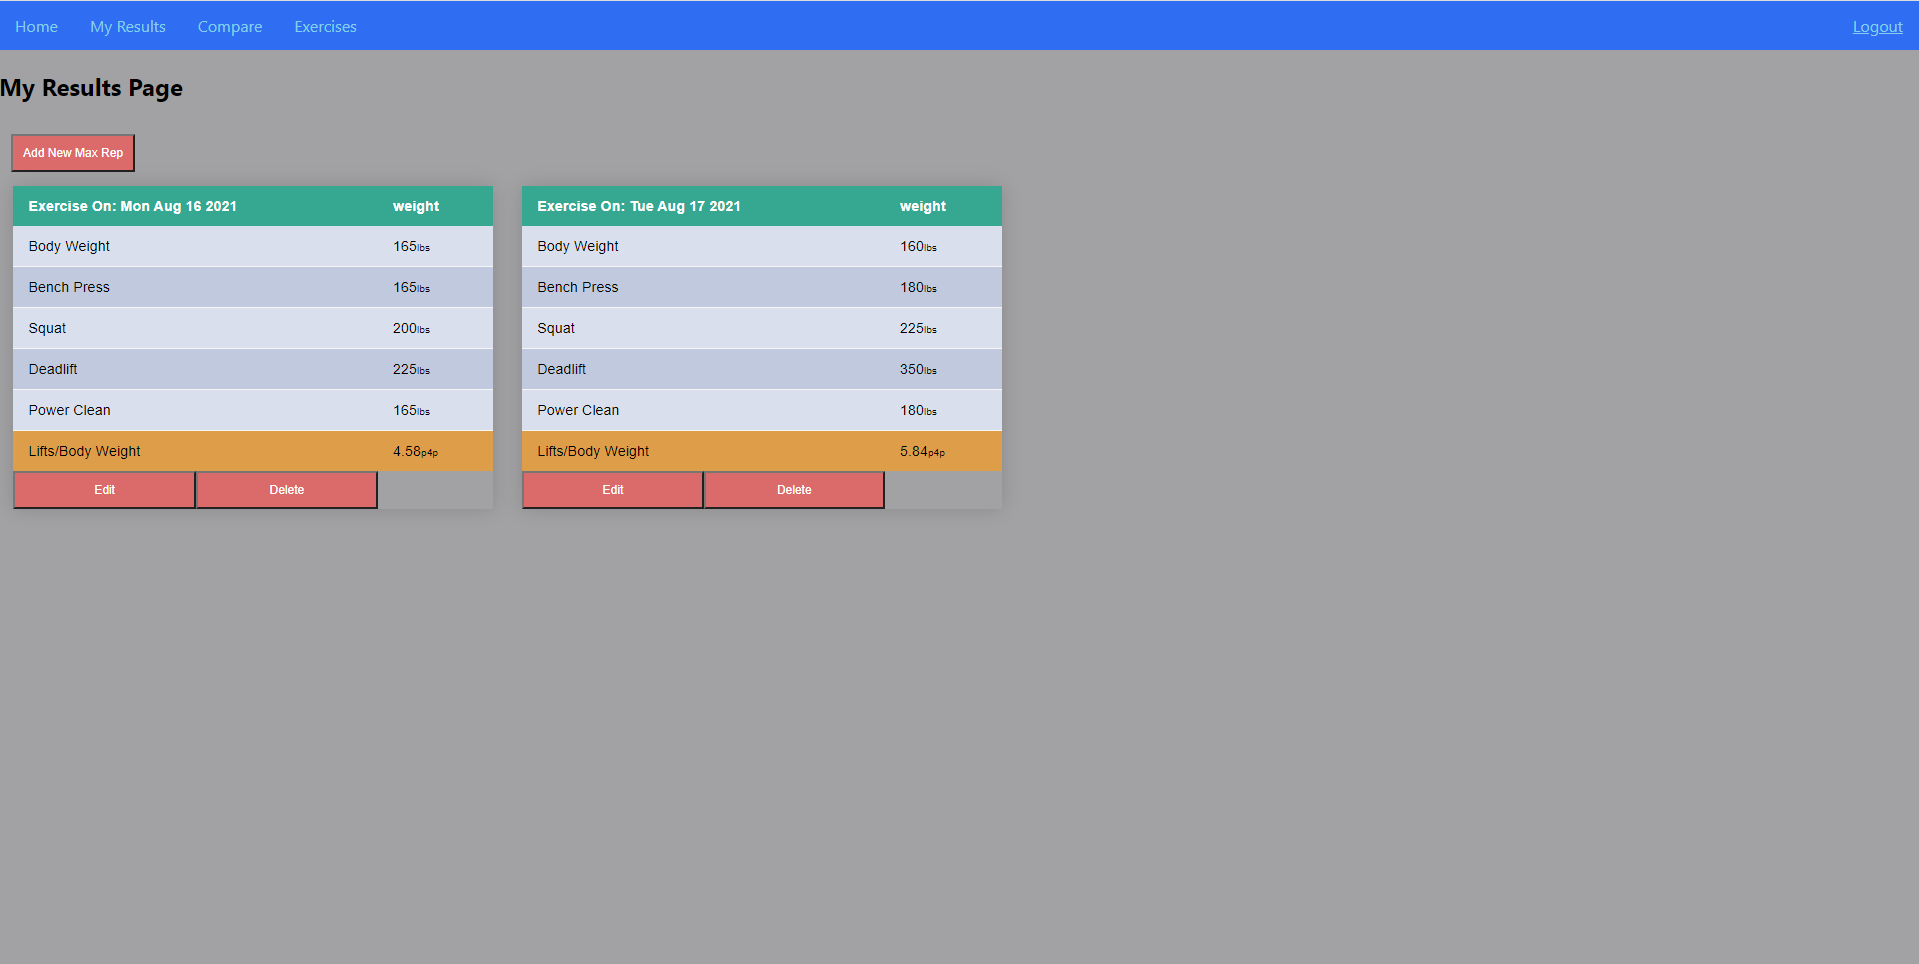 Home My Results Compare Exercises Logout
My Results Page
Add New Max Rep
Exercise On: Mon Aug 16 2021 weight
Body Weight 165lbs
Bench Press 165lbs
Squat 200lbs
Deadlift 225lbs
Power Clean 165lbs
Lifts/Body Weight 4.58p4p
Edit Delete
Exercise On: Tue Aug 17 2021 weight
Body Weight 160lbs
Bench Press 180lbs
Squat 225lbs
Deadlift 350lbs
Power Clean 180lbs
Lifts/Body Weight 5.84p4p
Edit Delete